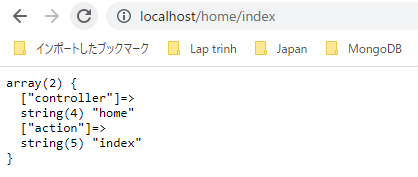 localhost/home/index
インポートしたブックマーク Lap trinh Japan MongoDB
array(2) {
  ["controller"]=>
  string(4) "home"
  ["action"]=>
  string(5) "index"
}